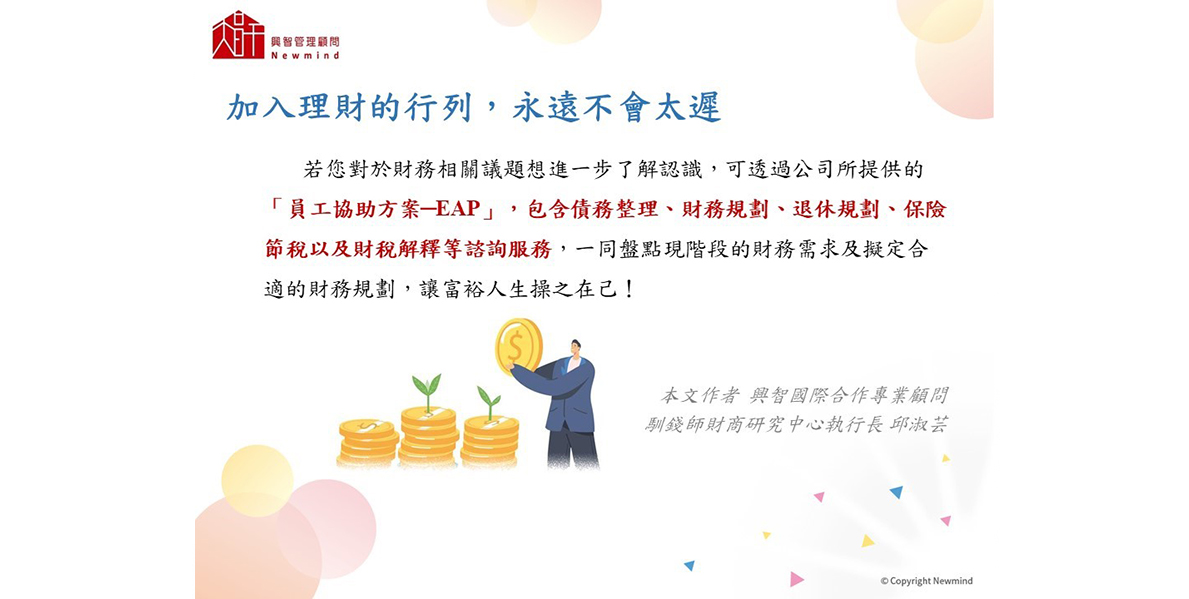 興智管理顧問
Newmind
加入理財的行列，永遠不會太遲
若您對於財務相關議題想進一步了解認識，可透過公司所提供的
「員工協助方案─EAP」，包含債務整理、財務規劃、退休規劃、保險
節稅以及財稅解釋等諮詢服務，一同盤點現階段的財務需求及擬定合
適的財務規劃，讓富裕人生操之在己！
$
$
本文作者 興智國際合作專業顧問
馴錢師財商研究中心執行長 邱淑芸
© Copyright Newmind